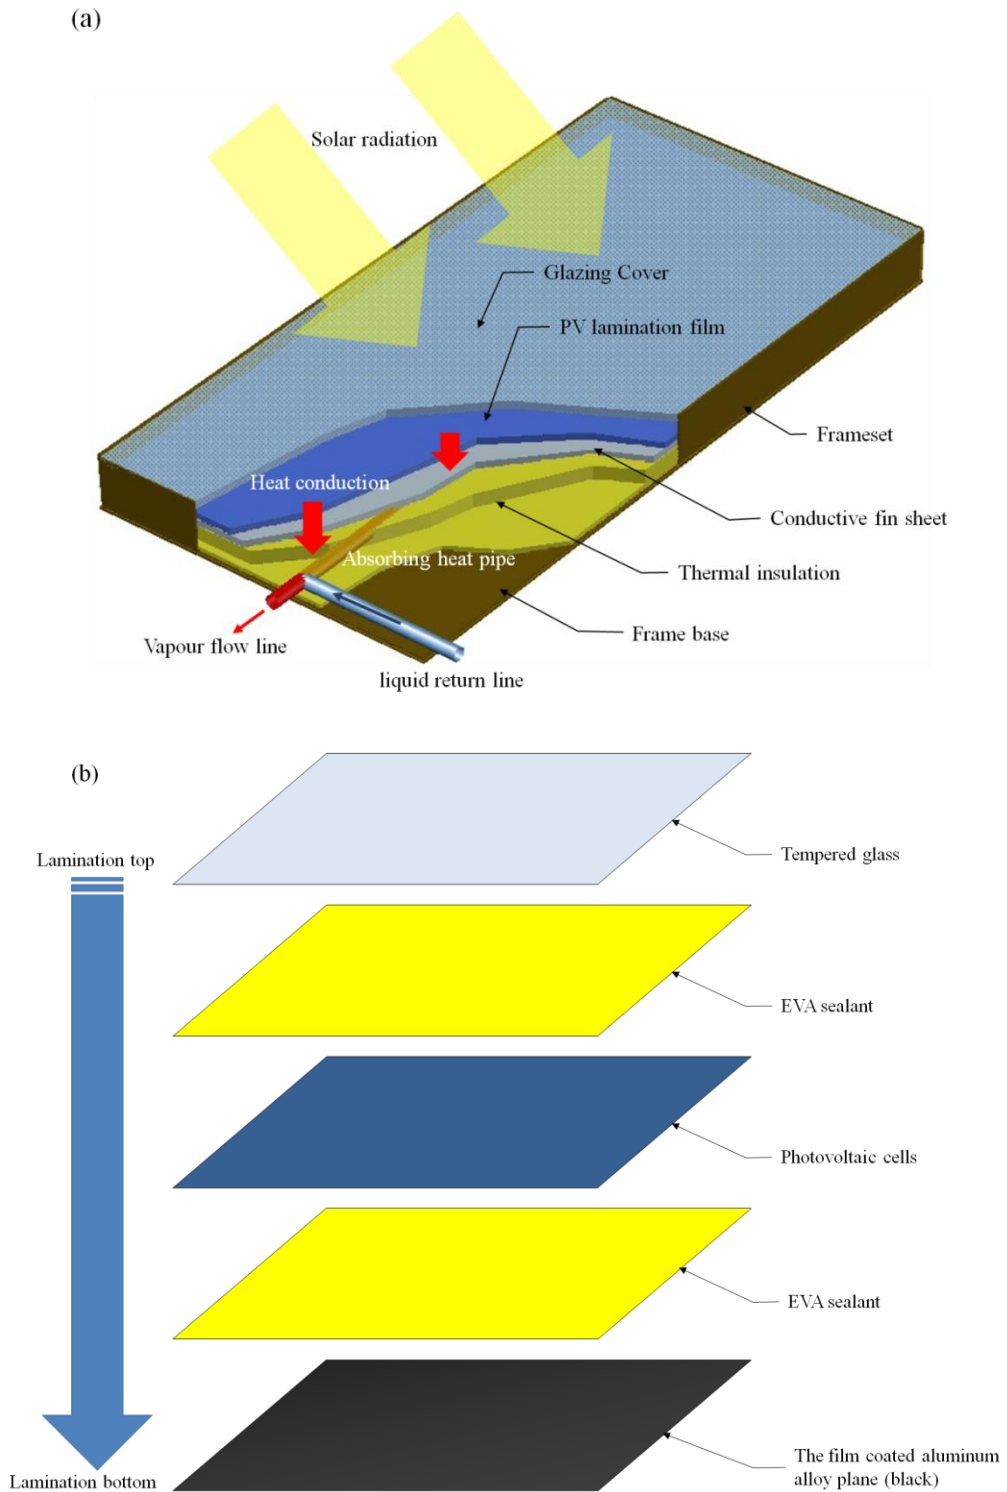 (a)
Solar radiation
Glazing Cover
PV lamination film
Frameset
Heat conduction
Conductive fin sheet
Absorbing heat pipe
Thermal insulation
Frame base
Vapour flow line
liquid return line
(b)
Lamination top
Tempered glass
EVA sealant
Photovoltaic cells
EVA sealant
The film coated aluminum
alloy plane (black)
Lamination bottom